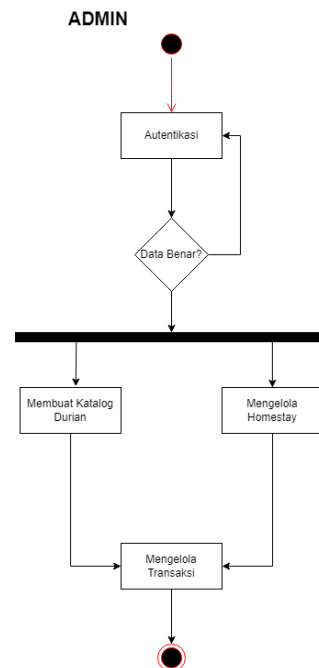 ADMIN
Autentikasi
Data Benar?
Membuat Katalog
Durian
Mengelola
Homestay
Mengelola
Transaksi